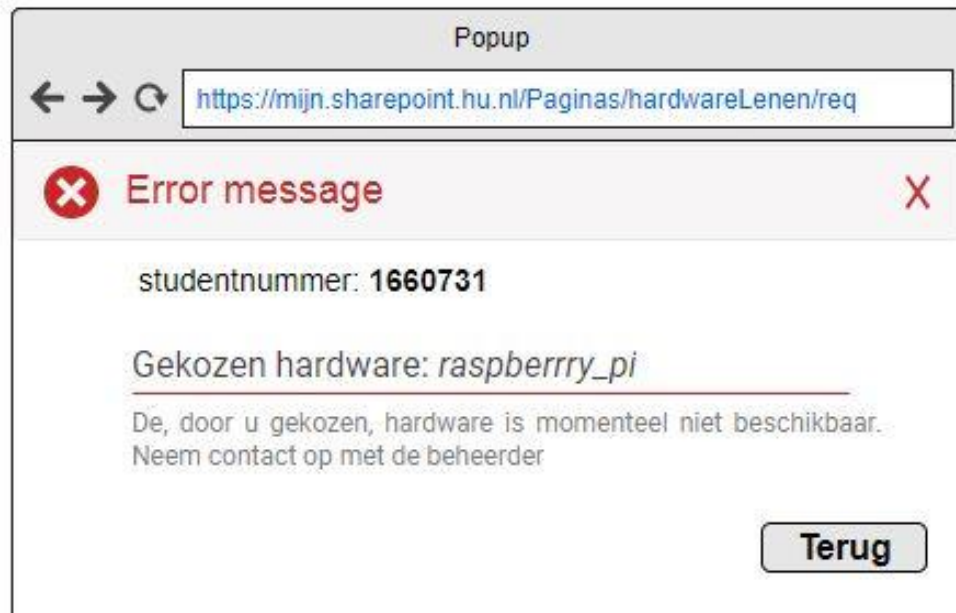 Popup
https://mijn.sharepoint.hu.nl/Paginas/hardwareLenen/req
Error message
studentnummer: 1660731
Gekozen hardware: raspberrry_pi
De, door u gekozen, hardware is momenteel niet beschikbaar.
Neem contact op met de beheerder
Terug